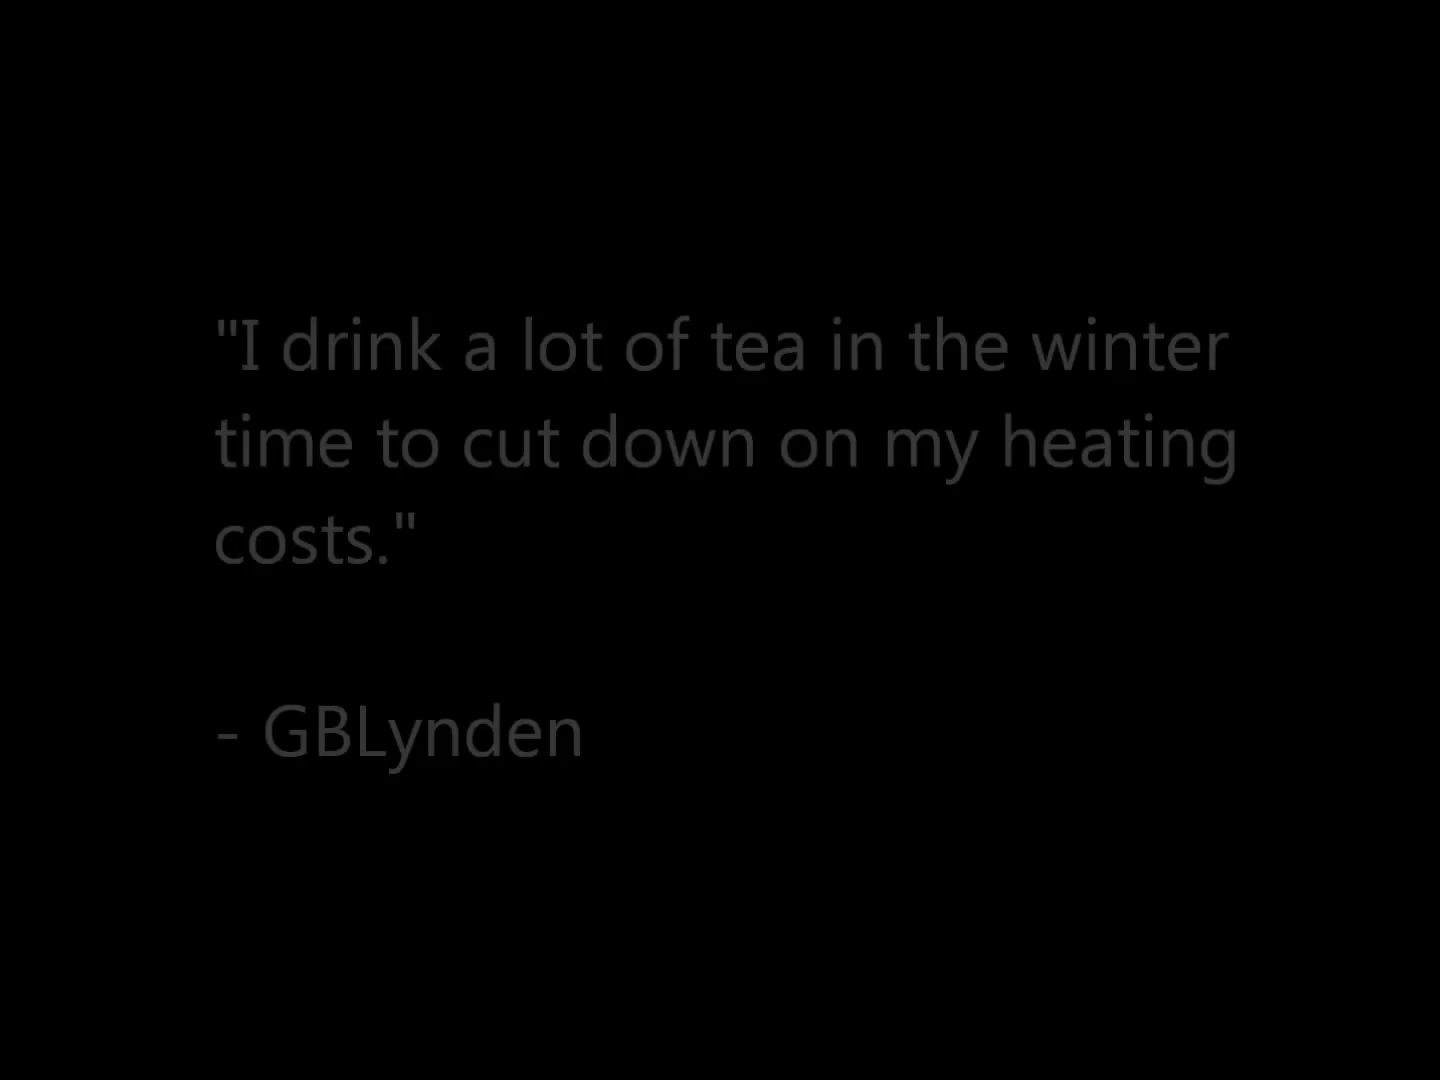 "I drink a lot of tea in the winter
time to cut down on my heating
costs."
- GBLynden